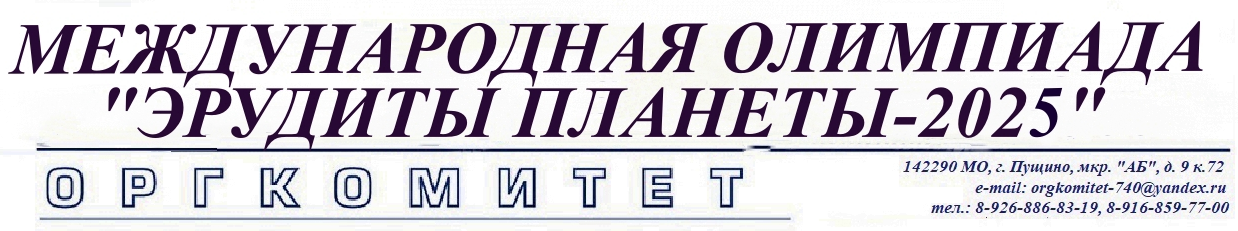 МЕЖДУНАРОДНАЯ ОЛИМПИАДА
"ЭРУДИТЫ ПЛАНЕТЫ-2025"
ОРГКОМИТЕТ
142290 МО, г. Пущино, мкр. "АБ", д. 9 к.72
e-mail: orgkomitet-740@yandex.ru
тел.: 8-926-886-83-19, 8-916-859-77-00